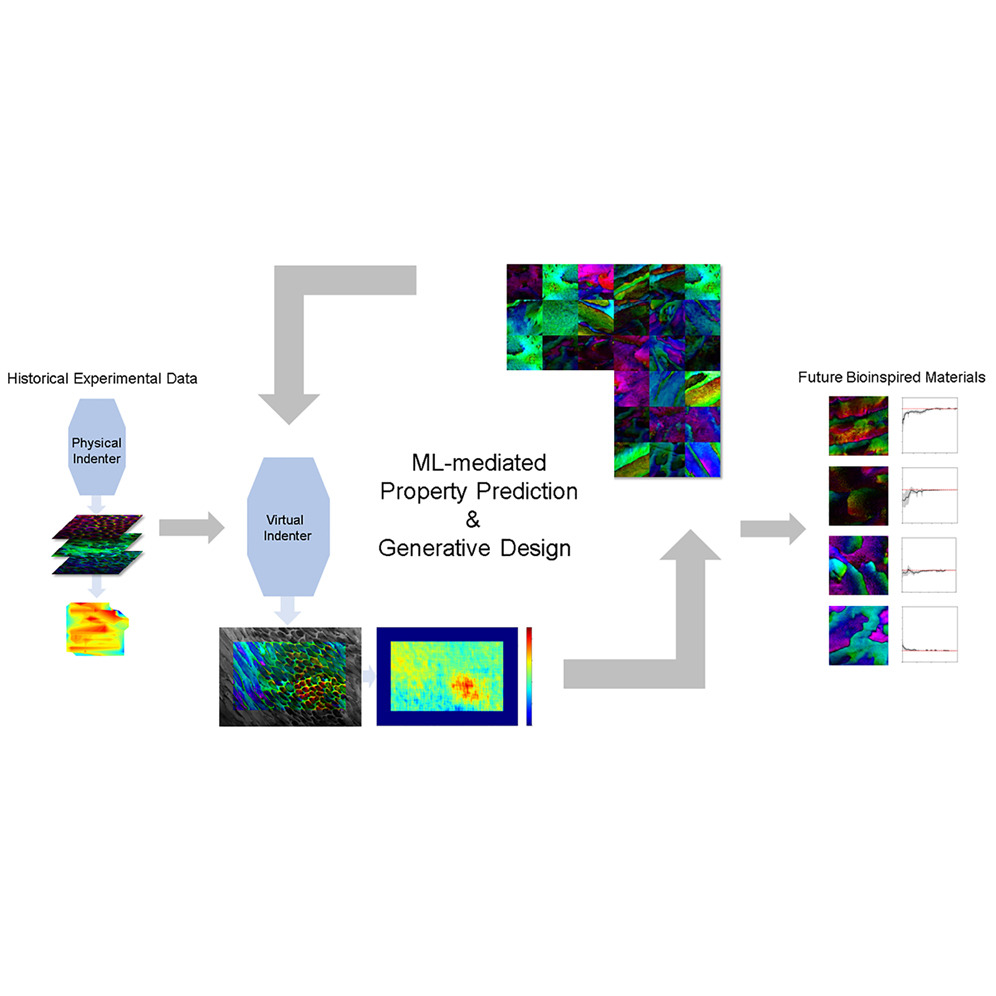 Historical Experimental Data
Physical
Indenter
Virtual
Indenter
ML-mediated
Property Prediction
&
Generative Design
Future Bioinspired Materials